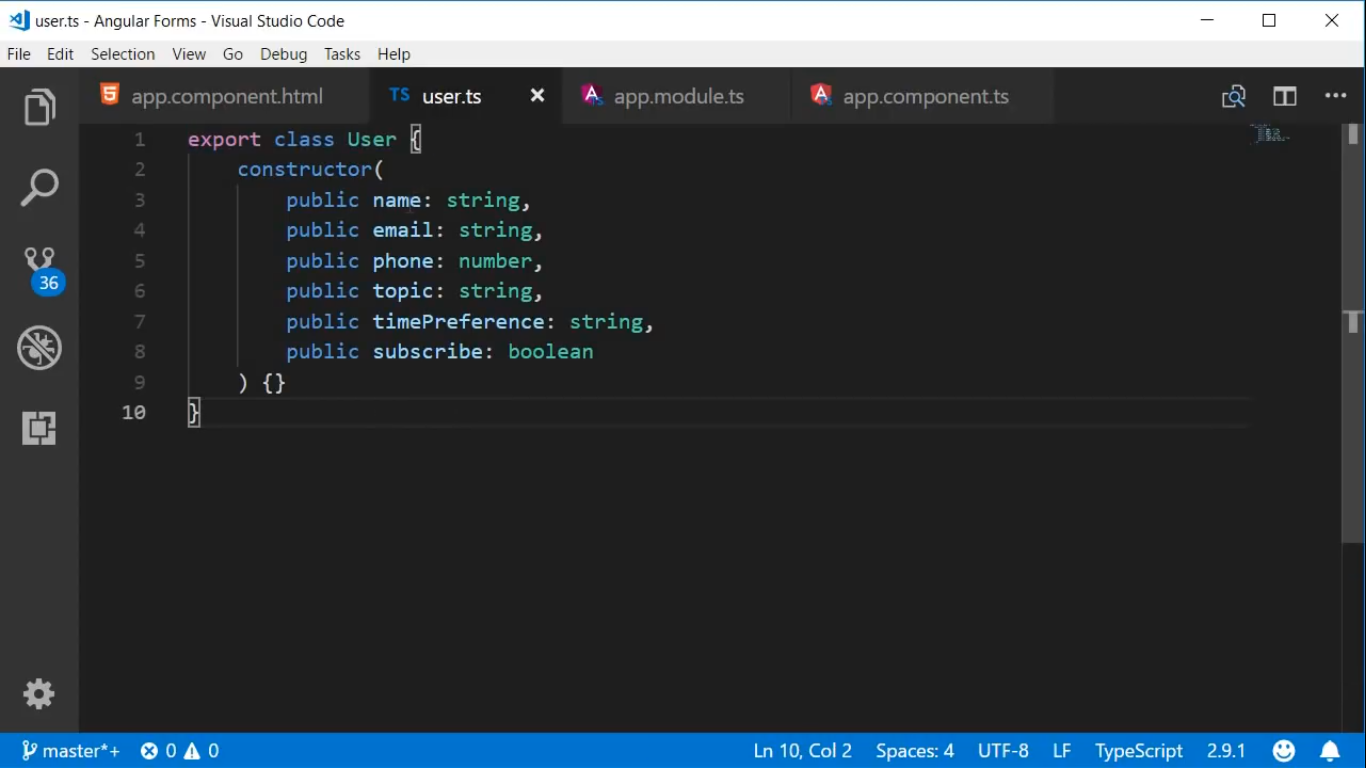 user.ts - Angular Forms - Visual Studio Code
File Edit Selection View Go Debug Tasks Help
app.component.html TS user.ts app.module.ts app.component.ts
1 export class User {
2 constructor(
3 public name: string,
4 public email: string,
5 public phone: number,
6 public topic: string,
7 public timePreference: string,
8 public subscribe: boolean
9 ) {}
10 }
36
master*+ 0 0 Ln 10, Col 2 Spaces: 4 UTF-8 LF TypeScript 2.9.1